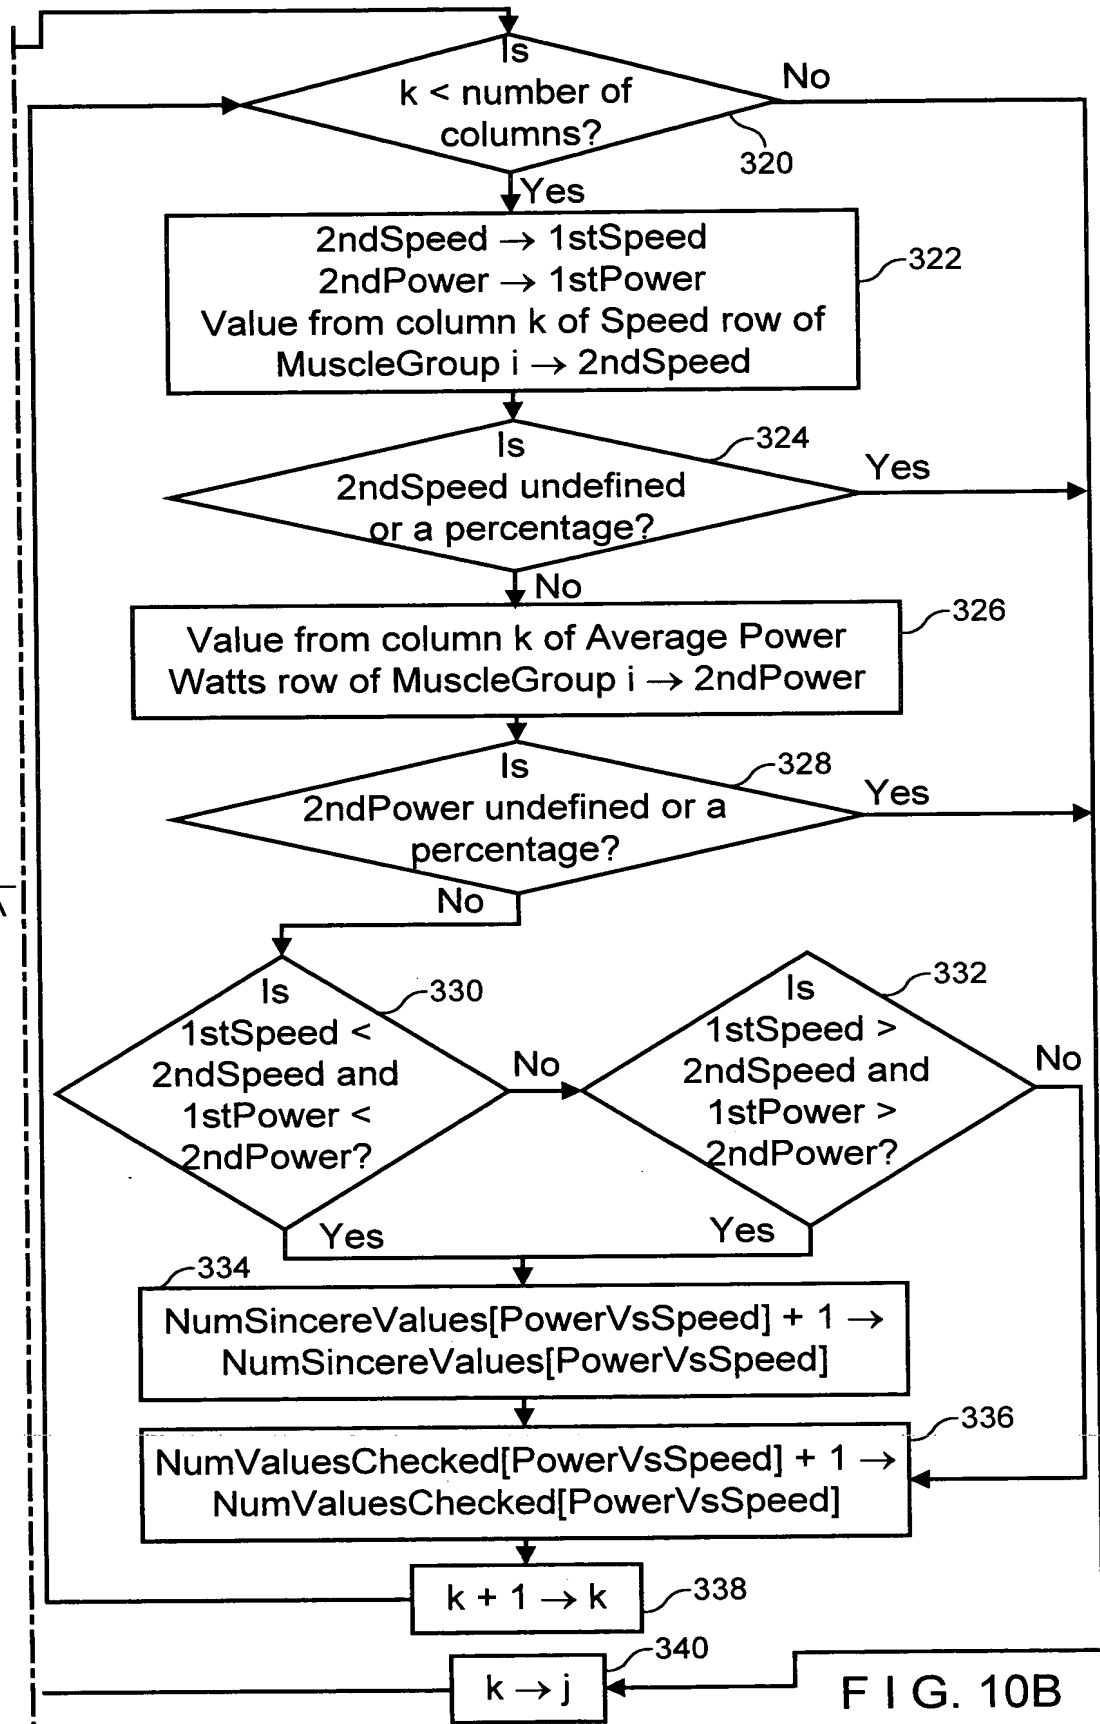 Is
k < number of
columns?
No
320
Yes
2ndSpeed → 1stSpeed
2ndPower → 1stPower
Value from column k of Speed row of
MuscleGroup i → 2ndSpeed
322
Is
2ndSpeed undefined
or a percentage?
324
Yes
No
Value from column k of Average Power
Watts row of MuscleGroup i → 2ndPower
326
Is
2ndPower undefined or a
percentage?
328
Yes
No
Is
1stSpeed <
2ndSpeed and
1stPower <
2ndPower?
330
No
Is
1stSpeed >
2ndSpeed and
1stPower >
2ndPower?
332
No
Yes
Yes
334
NumSincereValues[PowerVsSpeed] + 1 →
NumSincereValues[PowerVsSpeed]
336
NumValuesChecked[PowerVsSpeed] + 1 →
NumValuesChecked[PowerVsSpeed]
k + 1 → k
338
340
k → j
F I G. 10B